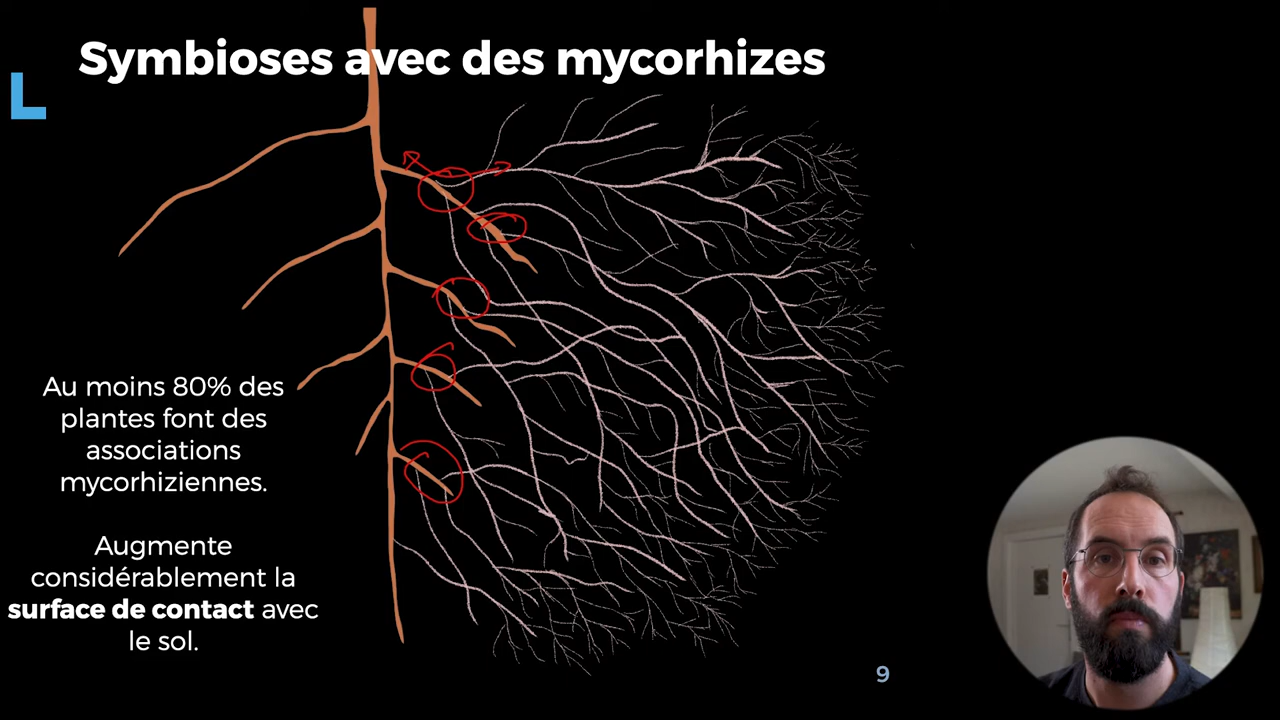 Symbioses avec des mycorhizes
Au moins 80% des
plantes font des
associations
mycorhiziennes.
Augmente
considérablement la
surface de contact avec
le sol.
9